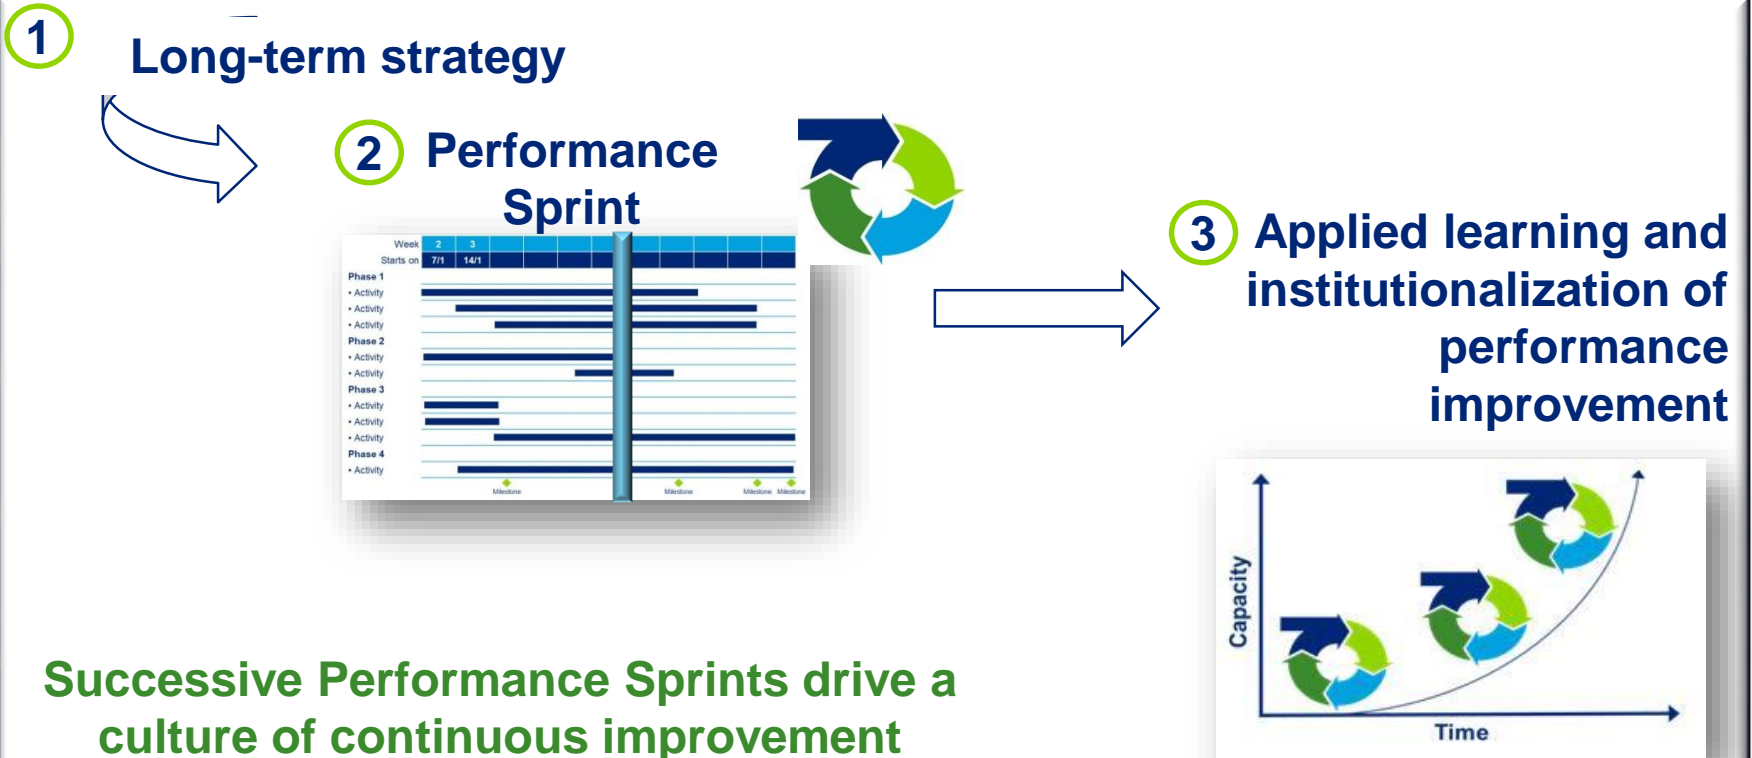 1
Long-term strategy
2 Performance
Sprint
Week 2 3
Starts on 7/1 14/1
Phase 1
• Activity
• Activity
• Activity
Phase 2
• Activity
• Activity
Phase 3
• Activity
• Activity
• Activity
Phase 4
• Activity
Milestone Milestone Milestone Milestone
3 Applied learning and
institutionalization of
performance
improvement
Capacity
Time
Successive Performance Sprints drive a
culture of continuous improvement